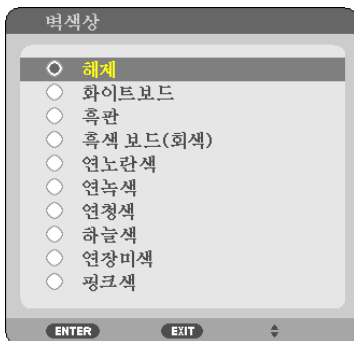 벽색상
해제
화이트보드
흑판
흑색 보드(회색)
연노란색
연녹색
연청색
하늘색
연장미색
핑크색
ENTER EXIT